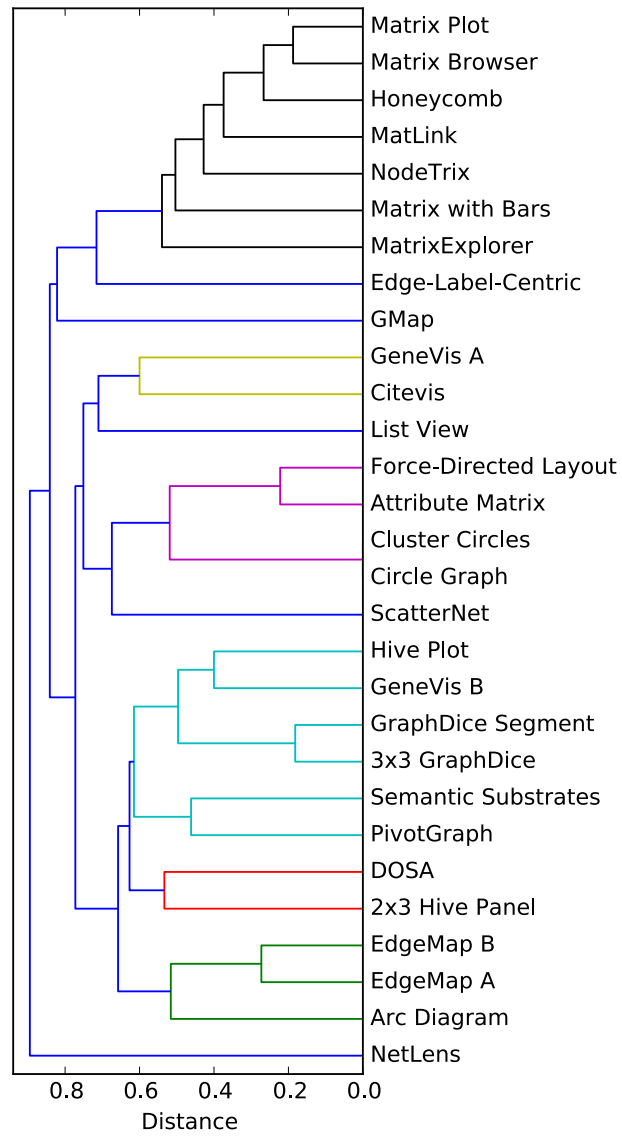 Matrix Plot
Matrix Browser
Honeycomb
MatLink
NodeTrix
Matrix with Bars
MatrixExplorer
Edge-Label-Centric
GMap
GeneVis A
Citevis
List View
Force-Directed Layout
Attribute Matrix
Cluster Circles
Circle Graph
ScatterNet
Hive Plot
GeneVis B
GraphDice Segment
3x3 GraphDice
Semantic Substrates
PivotGraph
DOSA
2x3 Hive Panel
EdgeMap B
EdgeMap A
Arc Diagram
NetLens
0.8 0.6 0.4 0.2 0.0
Distance